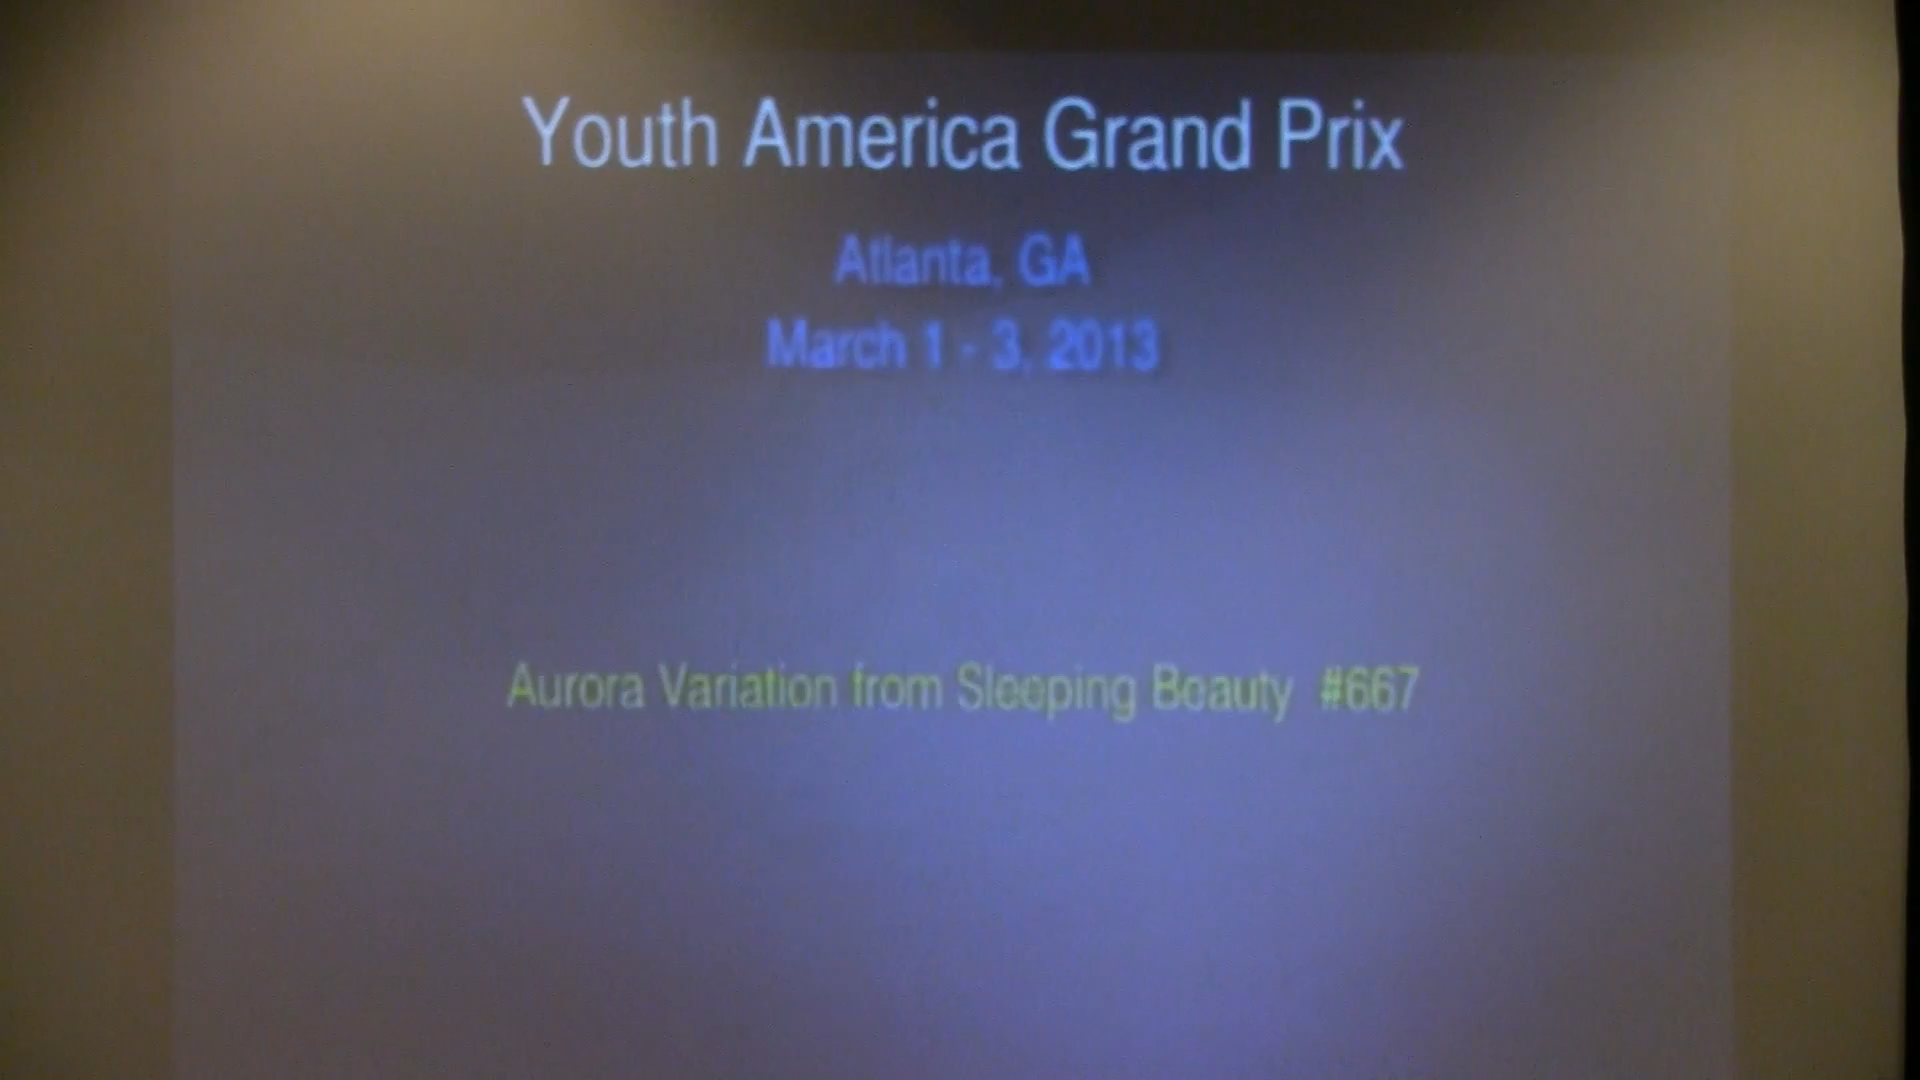 Youth America Grand Prix
Atlanta, GA
March 1 - 3, 2013
Aurora Variation from Sleeping Beauty #667